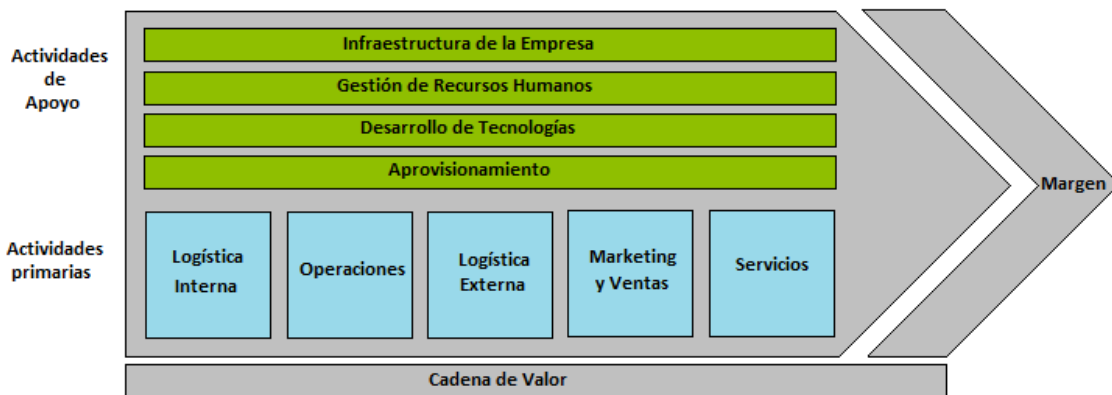 Actividades
de
Apoyo
Infraestructura de la Empresa
Gestión de Recursos Humanos
Desarrollo de Tecnologías
Aprovisionamiento
Margen
Actividades
primarias
Logística
Interna
Operaciones
Logística
Externa
Marketing
y Ventas
Servicios
Cadena de Valor